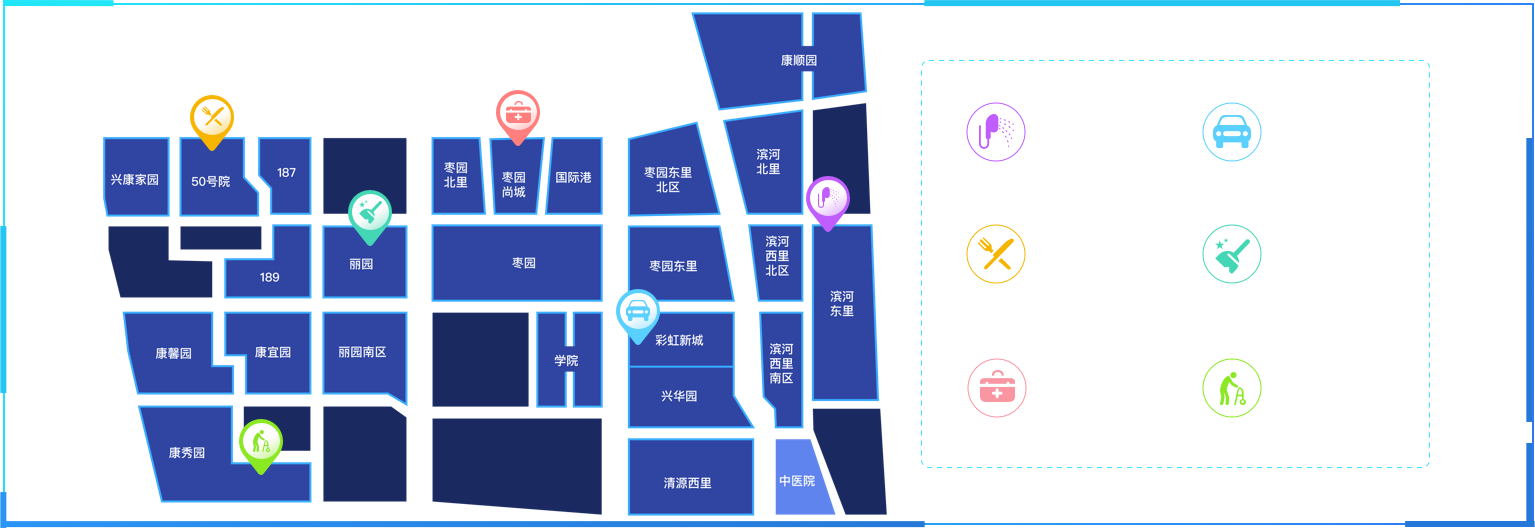 康顺园
兴康家园
50号院
187
枣园
北里
枣园
尚城
国际港
枣园东里
北区
滨河
北里
189
丽园
枣园
枣园东里
滨河
西里
北区
滨河
东里
康馨园
康宜园
丽园南区
学院
彩虹新城
兴华园
滨河
西里
南区
康秀园
清源西里
中医院